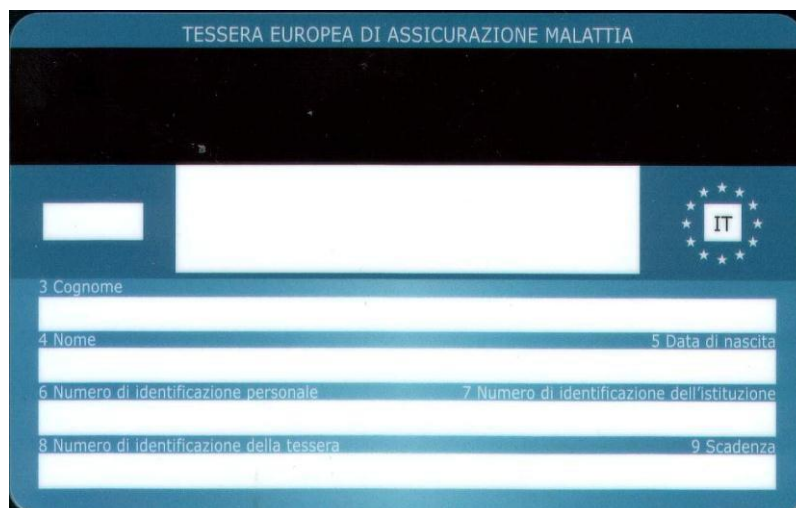 TESSERA EUROPEA DI ASSICURAZIONE MALATTIA
IT
3 Cognome
4 Nome 5 Data di nascita
6 Numero di identificazione personale 7 Numero di identificazione dell'istituzione
8 Numero di identificazione della tessera 9 Scadenza